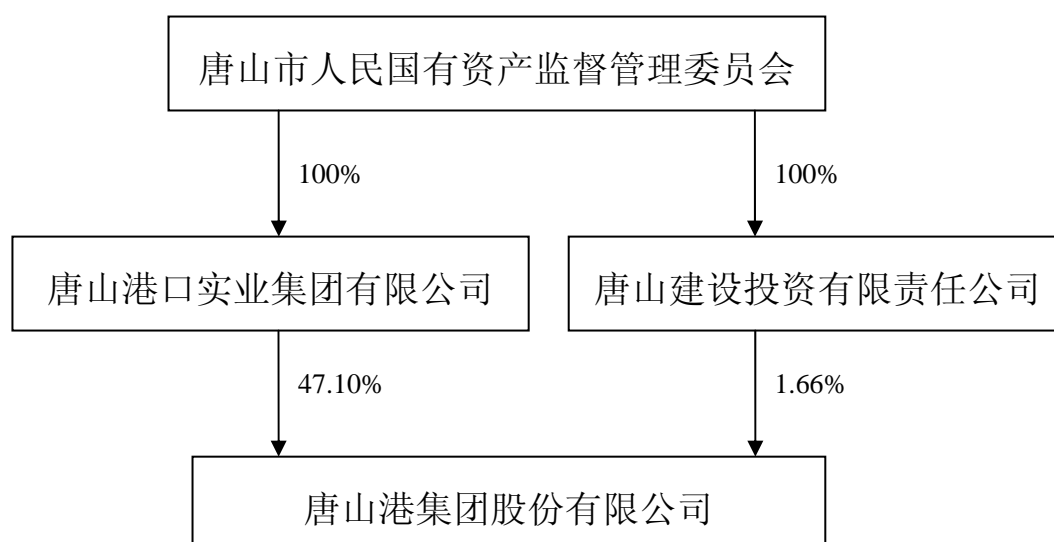 唐山市人民国有资产监督管理委员会
100%
100%
唐山港口实业集团有限公司
唐山建设投资有限责任公司
47.10%
1.66%
唐山港集团股份有限公司